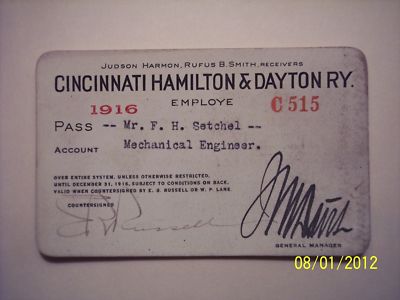 JUDSON HARMON, RUFUS B. SMITH, RECEIVERS
CINCINNATI HAMILTON & DAYTON RY.
EMPLOYE
1916 C 515
PASS -- Mr. F. H. Setchel --
ACCOUNT Mechanical Engineer.
OVER ENTIRE SYSTEM, UNLESS OTHERWISE RESTRICTED,
UNTIL DECEMBER 31, 1916, SUBJECT TO CONDITIONS ON BACK.
VALID WHEN COUNTERSIGNED BY E. B. RUSSELL OR W. P. LANE.
COUNTERSIGNED
Russell
GENERAL MANAGER
08/01/2012